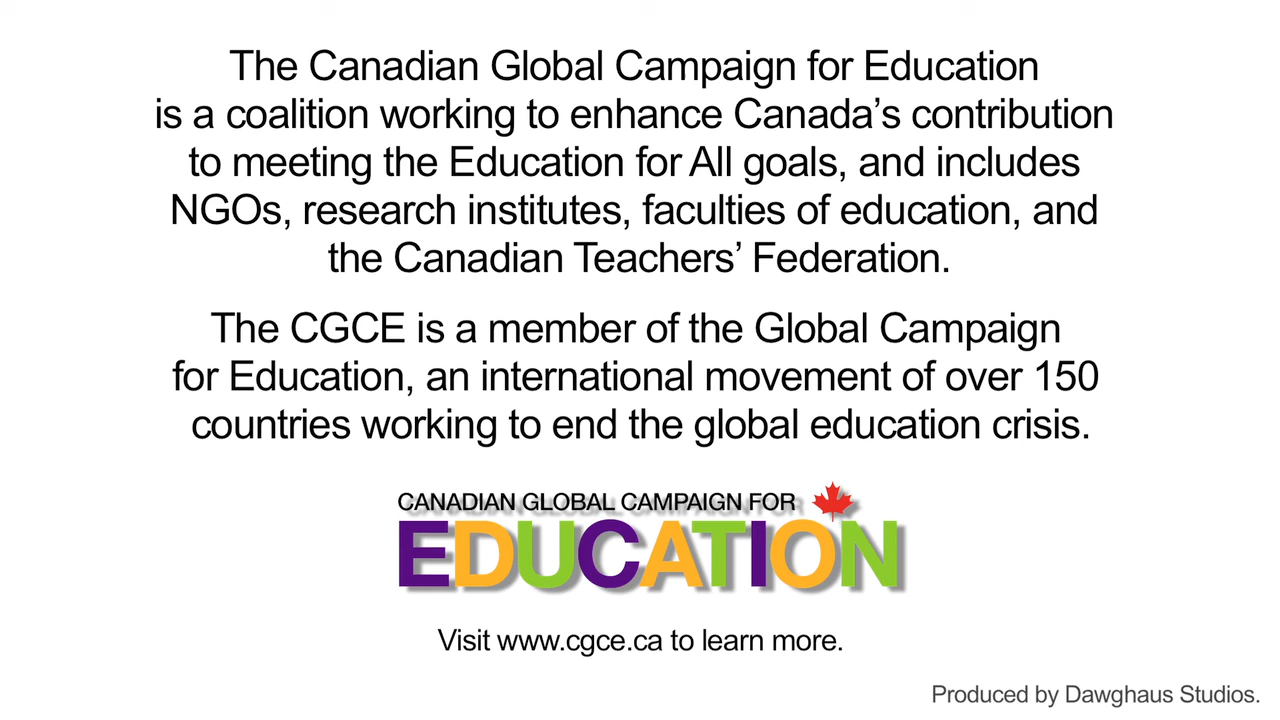 The Canadian Global Campaign for Education
is a coalition working to enhance Canada’s contribution
to meeting the Education for All goals, and includes
NGOs, research institutes, faculties of education, and
the Canadian Teachers’ Federation.
The CGCE is a member of the Global Campaign
for Education, an international movement of over 150
countries working to end the global education crisis.
CANADIAN GLOBAL CAMPAIGN FOR
EDUCATION
Visit www.cgce.ca to learn more.
Produced by Dawghaus Studios.